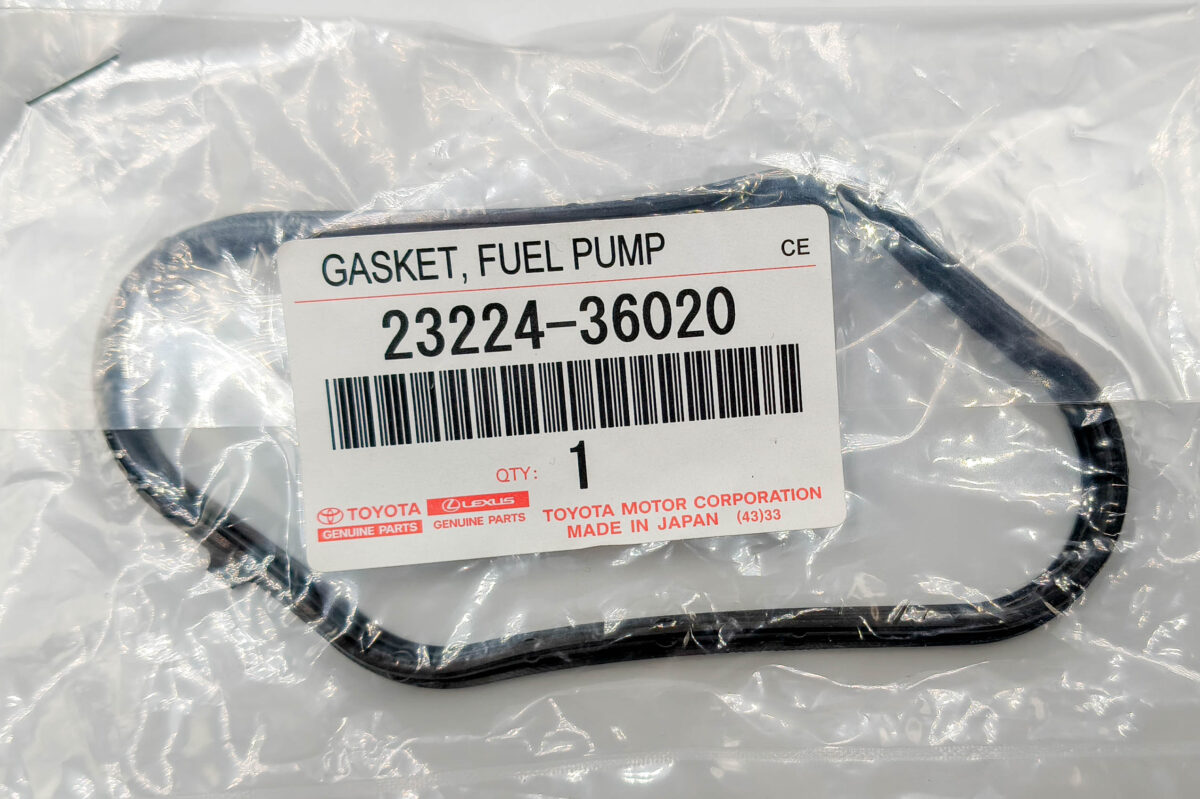 GASKET, FUEL PUMP CE
23224-36020
QTY: 1
TOYOTA LEXUS TOYOTA MOTOR CORPORATION
GENUINE PARTS GENUINE PARTS MADE IN JAPAN (43)33